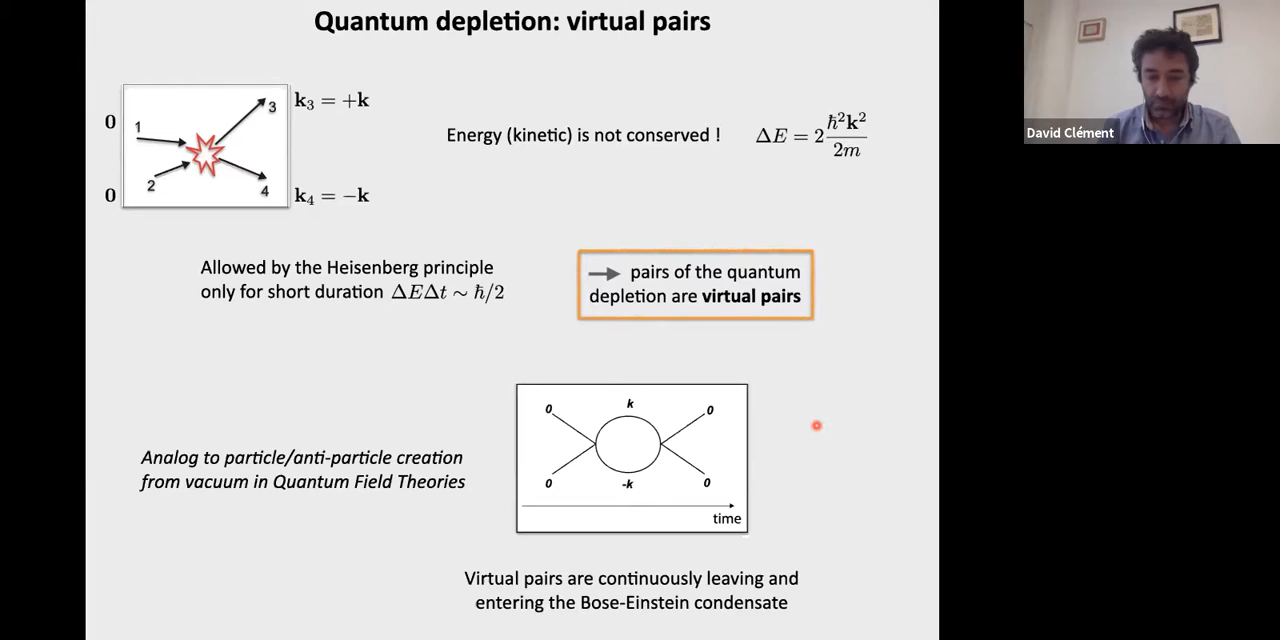 Quantum depletion: virtual pairs
0
1
2
3
4
0
k₃ = +k
k₄ = −k
Energy (kinetic) is not conserved !
ΔE = 2 ħ²k²/2m
Allowed by the Heisenberg principle
only for short duration ΔEΔt ∼ ħ/2
→ pairs of the quantum
depletion are virtual pairs
Analog to particle/anti-particle creation
from vacuum in Quantum Field Theories
0
k
0
0
-k
0
time
Virtual pairs are continuously leaving and
entering the Bose-Einstein condensate
David Clément